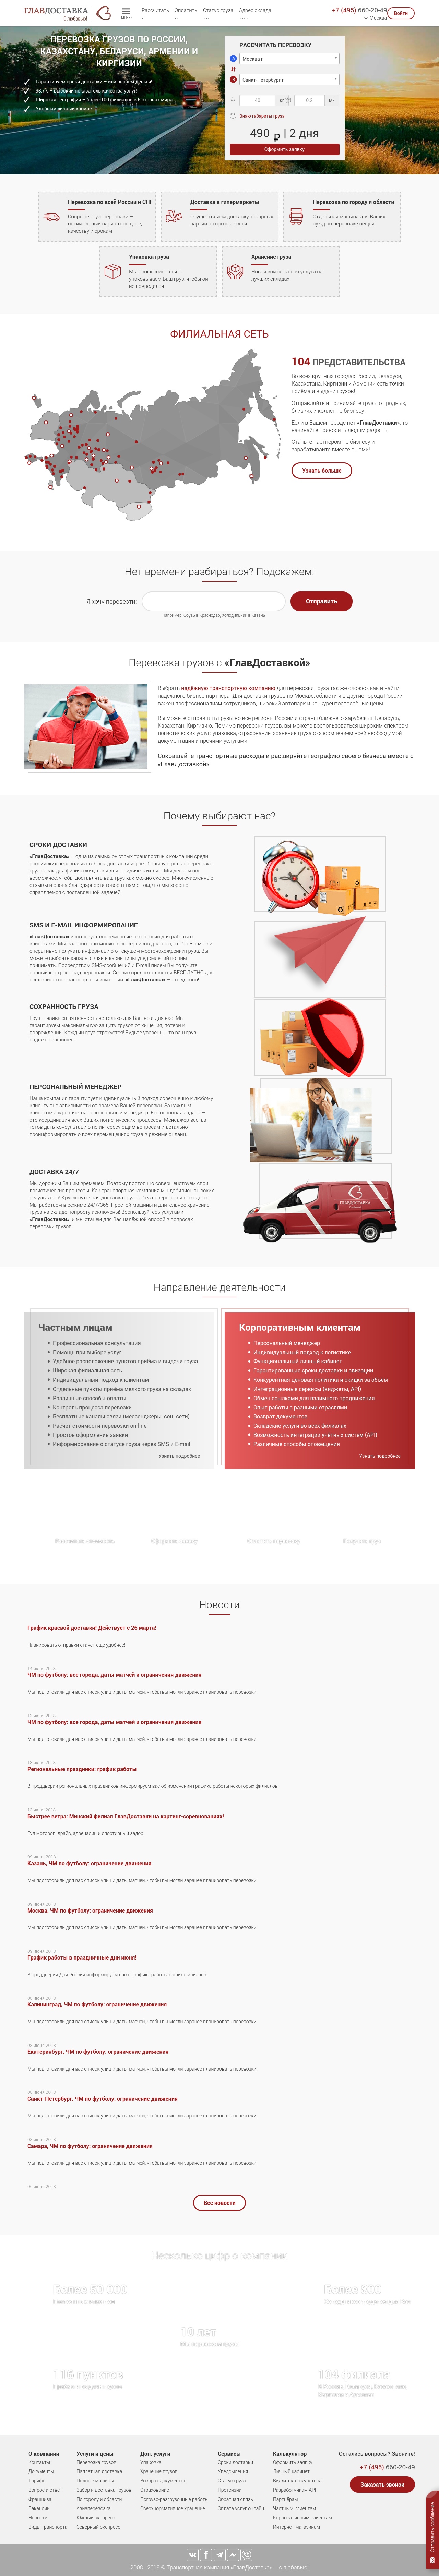 ГЛАВДОСТАВКА
С любовью!
МЕНЮ
Рассчитать
Оплатить
Статус груза
Адрес склада
+7 (495) 660-20-49
Москва
Войти
ПЕРЕВОЗКА ГРУЗОВ ПО РОССИИ,
КАЗАХСТАНУ, БЕЛАРУСИ, АРМЕНИИ И
КИРГИЗИИ
Гарантируем сроки доставки – или вернём деньги!
98,7% – Высокий показатель качества услуг!
Широкая география – более 100 филиалов в 5 странах мира
Удобный личный кабинет
РАССЧИТАТЬ ПЕРЕВОЗКУ
Москва г
Санкт-Петербург г
40
кг
0.2
м³
Знаю габариты груза
490 ₽ | 2 дня
Оформить заявку
Перевозка по всей России и СНГ
Сборные грузоперевозки —
оптимальный вариант по цене,
качеству и срокам
Доставка в гипермаркеты
Осуществляем доставку товарных
партий в торговые сети
Перевозка по городу и области
Отдельная машина для Ваших
нужд по перевозке вещей
Упаковка груза
Мы профессионально
упаковываем Ваш груз, чтобы он
не повредился
Хранение груза
Новая комплексная услуга на
лучших складах
ФИЛИАЛЬНАЯ СЕТЬ
104 ПРЕДСТАВИТЕЛЬСТВА
Во всех крупных городах России, Беларуси,
Казахстана, Киргизии и Армении есть точки
приёма и выдачи грузов!
Отправляйте и принимайте грузы от родных,
близких и коллег по бизнесу.
Если в Вашем городе нет «ГлавДоставки», то
начинайте приносить людям радость.
Станьте партнёром по бизнесу и
зарабатывайте вместе с нами!
Узнать больше
Нет времени разбираться? Подскажем!
Я хочу перевезти:
Отправить
Например: Обувь в Краснодар, Холодильник в Казань
Перевозка грузов с «ГлавДоставкой»
Выбрать надёжную транспортную компанию для перевозки груза так же сложно, как и найти
надёжного бизнес-партнера. Для доставки грузов по Москве, области и в другие города России
важен профессионализм сотрудников, широкий автопарк и конкурентоспособные цены.
Вы можете отправлять грузы во все регионы России и страны ближнего зарубежья: Беларусь,
Казахстан, Киргизию. Помимо перевозки грузов, вы можете воспользоваться сопутствующими
услугами: упаковка, страхование, хранение грузов и сэкономить время с электронным
документооборотом и прочими услугами.
Сокращайте транспортные расходы и расширяйте географию своего бизнеса вместе с
«ГлавДоставкой»!
Почему выбирают нас?
СРОКИ ДОСТАВКИ
«ГлавДоставка» – одна из самых быстрых транспортных компаний среди
российских перевозчиков. Срок доставки играет большую роль в перевозке
грузов, как для физических, так и для юридических лиц. Мы делаем всё
возможное, чтобы доставлять ваш груз как можно скорее! И положительные
отзывы и слова благодарности говорят нам о том, что мы хорошо
справляемся с поставленной задачей!
SMS И E-MAIL ИНФОРМИРОВАНИЕ
«ГлавДоставка» использует современные технологии для работы с
клиентами. Мы разработали множество сервисов для того, чтобы Вы могли
оперативно получать информацию о текущем местонахождении груза. Вы
можете выбрать каналы связи и какие типы уведомлений по ним
принимать. Посредствам SMS-сообщений и E-mail писем Вы получите
полный контроль над перевозкой. Сервис предоставляется БЕСПЛАТНО для
всех клиентов транспортной компании. «ГлавДоставка» – это удобно!
СОХРАННОСТЬ ГРУЗА
Груз – наивысшая ценность не только для Вас, но и для нас. Мы
гарантируем максимальную защиту грузов от хищения, потери и
повреждений. Каждый груз страхуется! Будьте уверены, что ваш груз
надёжно защищён!
ПЕРСОНАЛЬНЫЙ МЕНЕДЖЕР
Наша компания гарантирует индивидуальный подход совершенно к любому
клиенту вне зависимости от размера Вашей перевозки. За каждым
клиентом закрепляется персональный менеджер. Его основная задача –
это координация всех Ваших логистических процессов. Менеджер всегда
готов дать консультацию по интересующим вопросам и детально
проинформировать о всех перемещениях груза в режиме онлайн.
ДОСТАВКА 24/7
Мы дорожим Вашим временем! Поэтому постоянно совершенствуем свои
логистические процессы. Как транспортная компания мы добились высоких
результатов! Круглосуточная доставка грузов, без перерывов и выходных.
Мы работаем в режиме 24/7/365. Простой машины и длительное хранение
груза на складе попросту исключены! Воспользуйтесь услугами
«ГлавДоставка», и мы станем для Вас надёжной опорой в вопросах
перевозки грузов.
ГЛАВДОСТАВКА
Направление деятельности
Частным лицам
Профессиональная консультация
Помощь при выборе услуг
Удобное расположение пунктов приёма и выдачи груза
Широкая филиальная сеть
Индивидуальный подход к клиентам
Отдельные пункты приёма мелкого груза на складах
Различные способы оплаты
Контроль процесса перевозки
Бесплатные каналы связи (мессенджеры, соц. сети)
Расчёт стоимости перевозки on-line
Простое оформление заявки
Информирование о статусе груза через SMS и E-mail
Узнать подробнее
Корпоративным клиентам
Персональный менеджер
Индивидуальный подход к логистике
Функциональный личный кабинет
Гарантированные сроки доставки и авизации
Конкурентная ценовая политика и скидки за объём
Интеграционные сервисы (виджеты, API)
Обмен ссылками для взаимного продвижения
Опыт работы с разными отраслями
Возврат документов
Складские услуги во всех филиалах
Возможность интеграции учётных систем (API)
Различные способы оповещения
Узнать подробнее
Рассчитать стоимость
Оформить заявку
Оплатить перевозку
Получить груз
Новости
График краевой доставки! Действует с 26 марта!
Планировать отправки станет еще удобнее!
14 июня 2018
ЧМ по футболу: все города, даты матчей и ограничения движения
Мы подготовили для вас список улиц и даты матчей, чтобы вы могли заранее планировать перевозки
13 июня 2018
ЧМ по футболу: все города, даты матчей и ограничения движения
Мы подготовили для вас список улиц и даты матчей, чтобы вы могли заранее планировать перевозки
13 июня 2018
Региональные праздники: график работы
В преддверии региональных праздников информируем вас об изменении графика работы некоторых филиалов.
13 июня 2018
Быстрее ветра: Минский филиал ГлавДоставки на картинг-соревнованиях!
Гул моторов, драйв, адреналин и спортивный задор
09 июня 2018
Казань, ЧМ по футболу: ограничение движения
Мы подготовили для вас список улиц и даты матчей, чтобы вы могли заранее планировать перевозки
09 июня 2018
Москва, ЧМ по футболу: ограничение движения
Мы подготовили для вас список улиц и даты матчей, чтобы вы могли заранее планировать перевозки
09 июня 2018
График работы в праздничные дни июня!
В преддверии Дня России информируем вас о графике работы наших филиалов
08 июня 2018
Калининград, ЧМ по футболу: ограничение движения
Мы подготовили для вас список улиц и даты матчей, чтобы вы могли заранее планировать перевозки
08 июня 2018
Екатеринбург, ЧМ по футболу: ограничение движения
Мы подготовили для вас список улиц и даты матчей, чтобы вы могли заранее планировать перевозки
08 июня 2018
Санкт-Петербург, ЧМ по футболу: ограничение движения
Мы подготовили для вас список улиц и даты матчей, чтобы вы могли заранее планировать перевозки
08 июня 2018
Самара, ЧМ по футболу: ограничение движения
Мы подготовили для вас список улиц и даты матчей, чтобы вы могли заранее планировать перевозки
06 июня 2018
Все новости
Несколько цифр о компании
Более 50 000
Постоянных клиентов
Более 600
Сотрудников трудятся для Вас
10 лет
Мы перевозим грузы
110 пунктов
Приёма и выдачи грузов
104 филиала
В России, Беларуси, Казахстане,
Киргизии и Армении
О компании
Контакты
Документы
Тарифы
Вопрос и ответ
Франшиза
Вакансии
Новости
Виды транспорта
Услуги и цены
Перевозка грузов
Паллетная доставка
Полные машины
Забор и доставка грузов
По городу и области
Авиаперевозка
Южный экспресс
Северный экспресс
Доп. услуги
Упаковка
Хранение грузов
Возврат документов
Страхование
Погрузо-разгрузочные работы
Сверхнормативное хранение
Сервисы
Сроки доставки
Уведомления
Статус груза
Претензии
Обратная связь
Оплата услуг онлайн
Калькулятор
Оформить заявку
Личный кабинет
Виджет калькулятора
Разработчикам API
Партнёрам
Частным клиентам
Корпоративным клиентам
Интернет-магазинам
Остались вопросы? Звоните!
+7 (495) 660-20-49
Заказать звонок
Отправить сообщение
2008—2018 © Транспортная компания «ГлавДоставка» — с любовью!